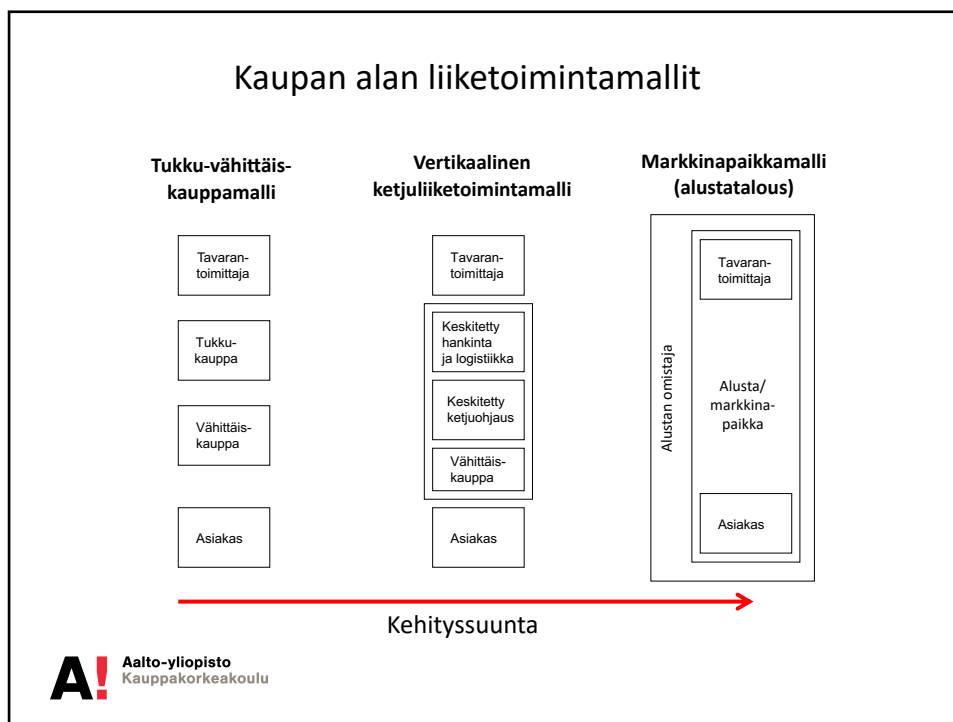 Kaupan alan liiketoimintamallit
Tukku-vähittäis-
kauppamalli
Tavaran-
toimittaja
Tukku-
kauppa
Vähittäis-
kauppa
Asiakas
Vertikaalinen
ketjuliiketoimintamalli
Tavaran-
toimittaja
Keskitetty
hankinta
ja logistiikka
Keskitetty
ketjuohjaus
Vähittäis-
kauppa
Asiakas
Markkinapaikkamalli
(alustatalous)
Alustan omistaja
Tavaran-
toimittaja
Alusta/
markkina-
paikka
Asiakas
Kehityssuunta
A!
Aalto-yliopisto
Kauppakorkeakoulu